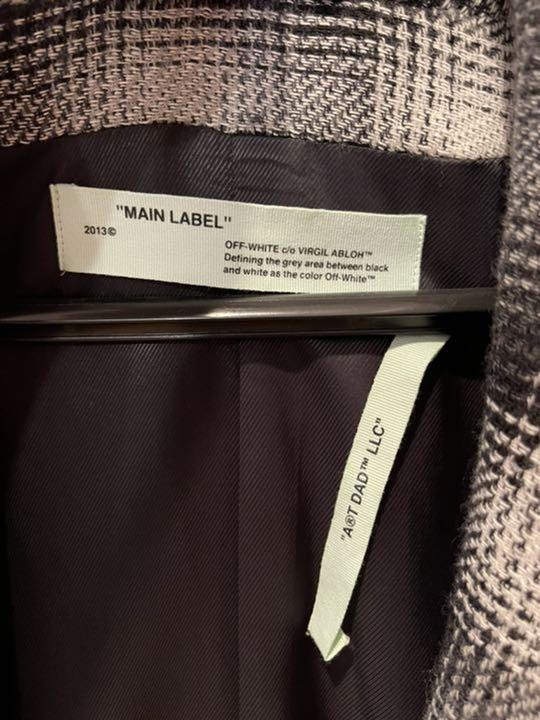 "MAIN LABEL"
2013©
OFF-WHITE c/o VIRGIL ABLOH™
Defining the grey area between black
and white as the color Off-White™
"A®T DAD™ LLC"